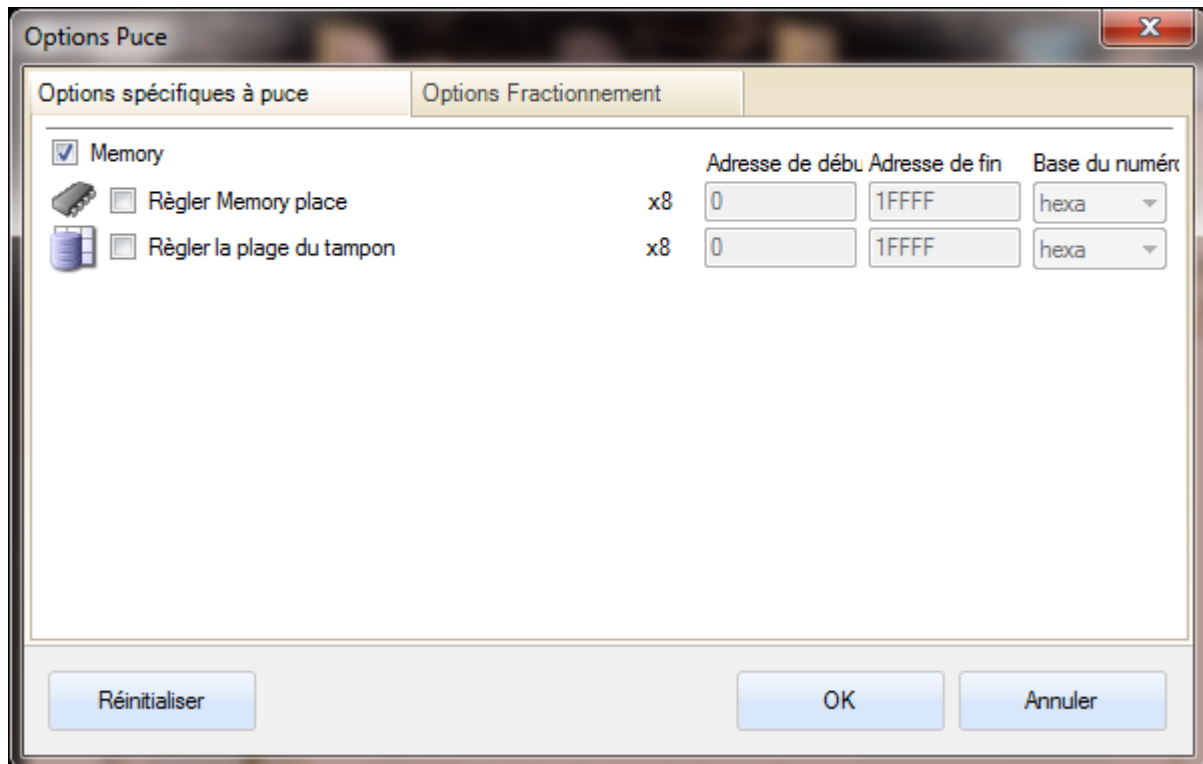 Options Puce
Options spécifiques à puce Options Fractionnement
Memory
Adresse de débu Adresse de fin Base du numéro
Règler Memory place x8 0 1FFFF hexa
Règler la plage du tampon x8 0 1FFFF hexa
Réinitialiser OK Annuler